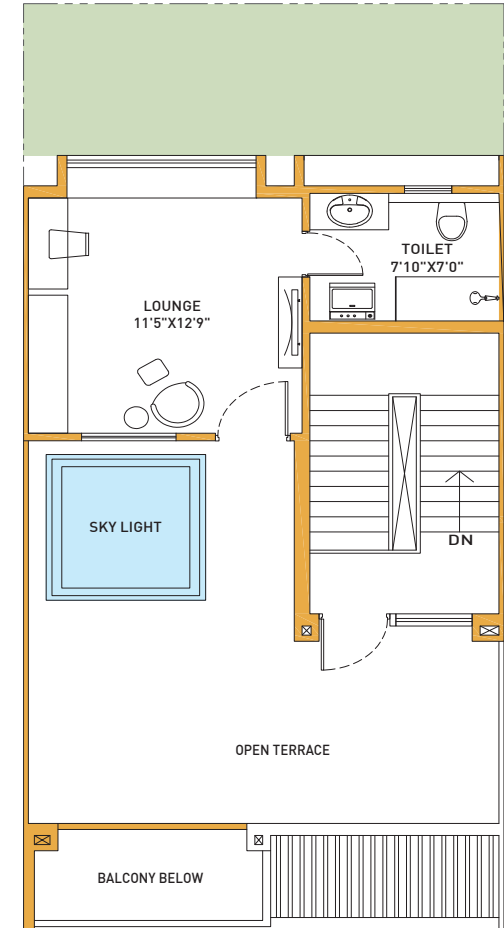 TOILET
7'10"X7'0"
LOUNGE
11'5"X12'9"
SKY LIGHT
DN
OPEN TERRACE
BALCONY BELOW